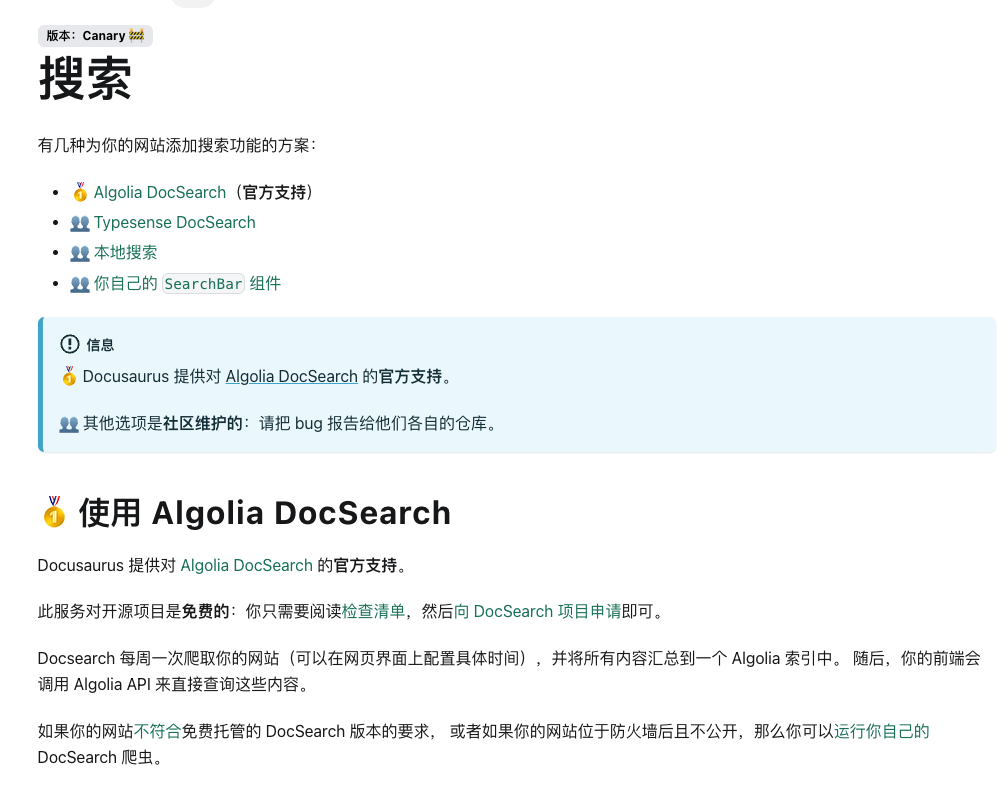 版本：Canary 🚧
搜索
有几种为你的网站添加搜索功能的方案：
🥇 Algolia DocSearch（官方支持）
👥 Typesense DocSearch
👥 本地搜索
👥 你自己的 SearchBar 组件
信息
🥇 Docusaurus 提供对 Algolia DocSearch 的官方支持。
👥 其他选项是社区维护的：请把 bug 报告给他们各自的仓库。
🥇 使用 Algolia DocSearch
Docusaurus 提供对 Algolia DocSearch 的官方支持。
此服务对开源项目是免费的：你只需要阅读检查清单，然后向 DocSearch 项目申请即可。
Docsearch 每周一次爬取你的网站（可以在网页界面上配置具体时间），并将所有内容汇总到一个 Algolia 索引中。 随后，你的前端会
调用 Algolia API 来直接查询这些内容。
如果你的网站不符合免费托管的 DocSearch 版本的要求， 或者如果你的网站位于防火墙后且不公开，那么你可以运行你自己的
DocSearch 爬虫。